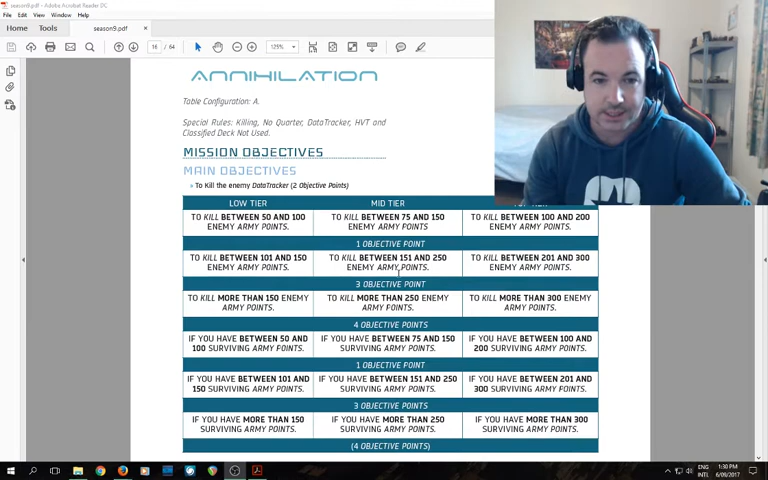 season9.pdf - Adobe Acrobat Reader DC
File Edit View Window Help
Home Tools season9.pdf ×
16 / 64 125%
ANNIHILATION
Table Configuration: A.
Special Rules: Killing, No Quarter, DataTracker, HVT and
Classified Deck Not Used.
MISSION OBJECTIVES
MAIN OBJECTIVES
» To Kill the enemy DataTracker (2 Objective Points)
LOW TIER MID TIER
TO KILL BETWEEN 50 AND 100 TO KILL BETWEEN 75 AND 150 TO KILL BETWEEN 100 AND 200
ENEMY ARMY POINTS. ENEMY ARMY POINTS ENEMY ARMY POINTS.
1 OBJECTIVE POINT
TO KILL BETWEEN 101 AND 150 TO KILL BETWEEN 151 AND 250 TO KILL BETWEEN 201 AND 300
ENEMY ARMY POINTS. ENEMY ARMY POINTS. ENEMY ARMY POINTS.
3 OBJECTIVE POINT
TO KILL MORE THAN 150 ENEMY TO KILL MORE THAN 250 ENEMY TO KILL MORE THAN 300 ENEMY
ARMY POINTS. ARMY POINTS. ARMY POINTS.
4 OBJECTIVE POINTS
IF YOU HAVE BETWEEN 50 AND IF YOU HAVE BETWEEN 75 AND 150 IF YOU HAVE BETWEEN 100 AND
100 SURVIVING ARMY POINTS. SURVIVING ARMY POINTS. 200 SURVIVING ARMY POINTS.
1 OBJECTIVE POINT
IF YOU HAVE BETWEEN 101 AND IF YOU HAVE BETWEEN 151 AND 250 IF YOU HAVE BETWEEN 201 AND
150 SURVIVING ARMY POINTS. SURVIVING ARMY POINTS. 300 SURVIVING ARMY POINTS.
3 OBJECTIVE POINTS
IF YOU HAVE MORE THAN 150 IF YOU HAVE MORE THAN 250 IF YOU HAVE MORE THAN 300
SURVIVING ARMY POINTS. SURVIVING ARMY POINTS. SURVIVING ARMY POINTS.
(4 OBJECTIVE POINTS)
ENG 1:30 PM
INTL 6/09/2017